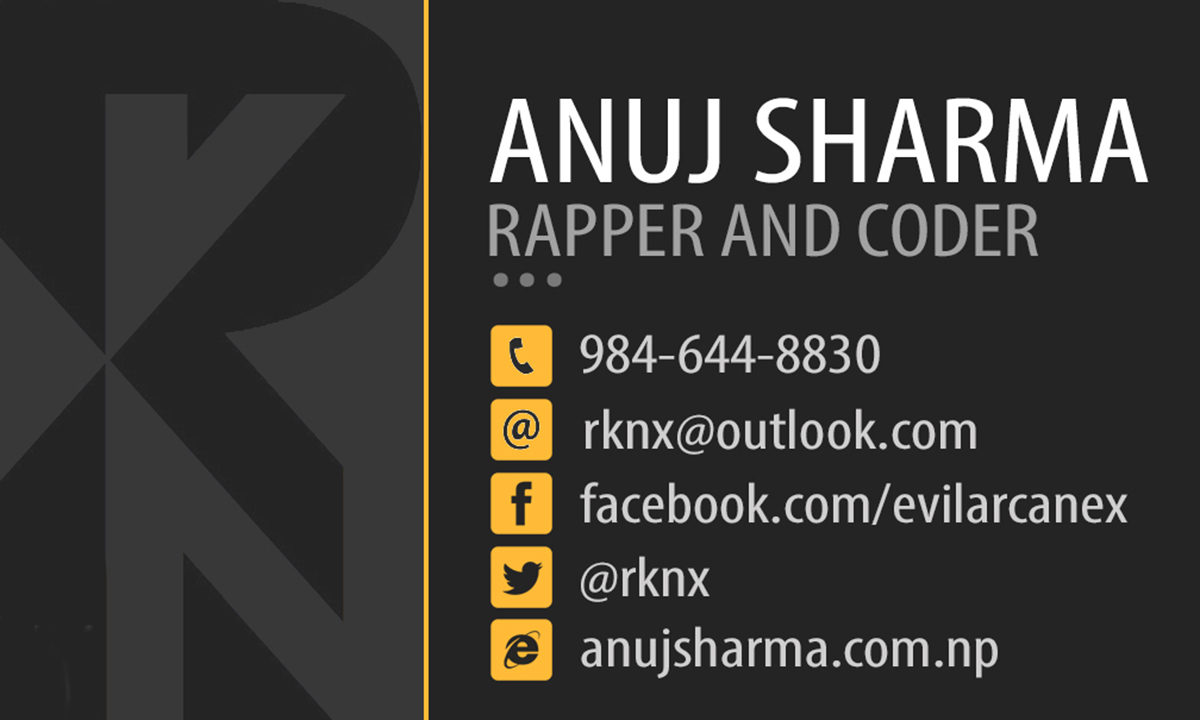 ANUJ SHARMA
RAPPER AND CODER
984-644-8830
rknx@outlook.com
facebook.com/evilarcanex
@rknx
anujsharma.com.np